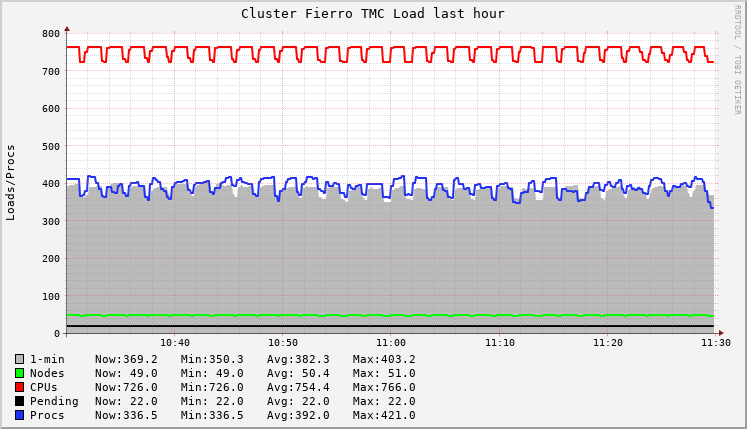 Cluster Fierro TMC Load last hour
RRDTOOL / TOBI OETIKER
Loads/Procs
800
700
600
500
400
300
200
100
0
10:40 10:50 11:00 11:10 11:20 11:30
1-min Now:369.2 Min:350.3 Avg:382.3 Max:403.2
Nodes Now: 49.0 Min: 49.0 Avg: 50.4 Max: 51.0
CPUs Now:726.0 Min:726.0 Avg:754.4 Max:766.0
Pending Now: 22.0 Min: 22.0 Avg: 22.0 Max: 22.0
Procs Now:336.5 Min:336.5 Avg:392.0 Max:421.0